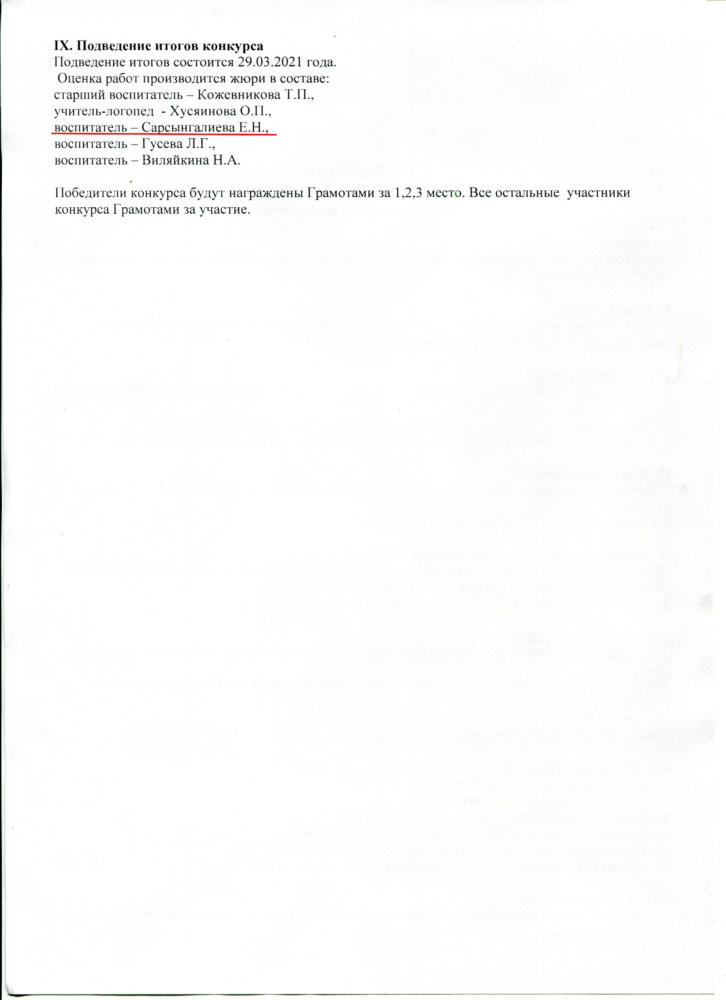 IX. Подведение итогов конкурса
Подведение итогов состоится 29.03.2021 года.
Оценка работ производится жюри в составе:
старший воспитатель – Кожевникова Т.П.,
учитель-логопед - Хусяинова О.П.,
воспитатель – Сарсынгалиева Е.Н.,
воспитатель – Гусева Л.Г.,
воспитатель – Виляйкина Н.А.
Победители конкурса будут награждены Грамотами за 1,2,3 место. Все остальные участники
конкурса Грамотами за участие.